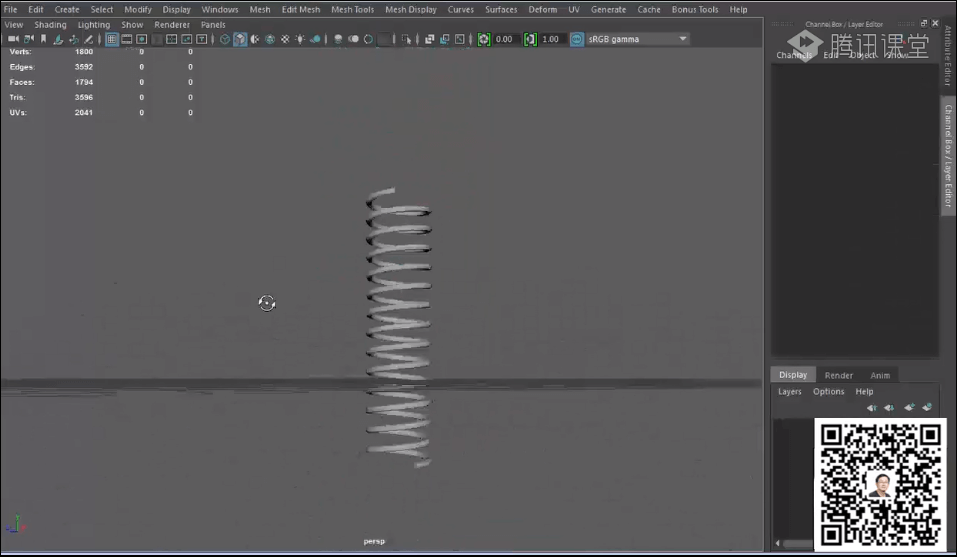 File Edit Create Select Modify Display Windows Mesh Edit Mesh Mesh Tools Mesh Display Curves Surfaces Deform UV Generate Cache Bonus Tools Help
View Shading Lighting Show Renderer Panels
Channel Box / Layer Editor
0.00 1.00 sRGB gamma
腾讯课堂
Channels Edit Object Show
Verts: 1800 0 0
Edges: 3592 0 0
Faces: 1794 0 0
Tris: 3596 0 0
UVs: 2041 0 0
Attribute Editor
Channel Box / Layer Editor
Display Render Anim
Layers Options Help
persp